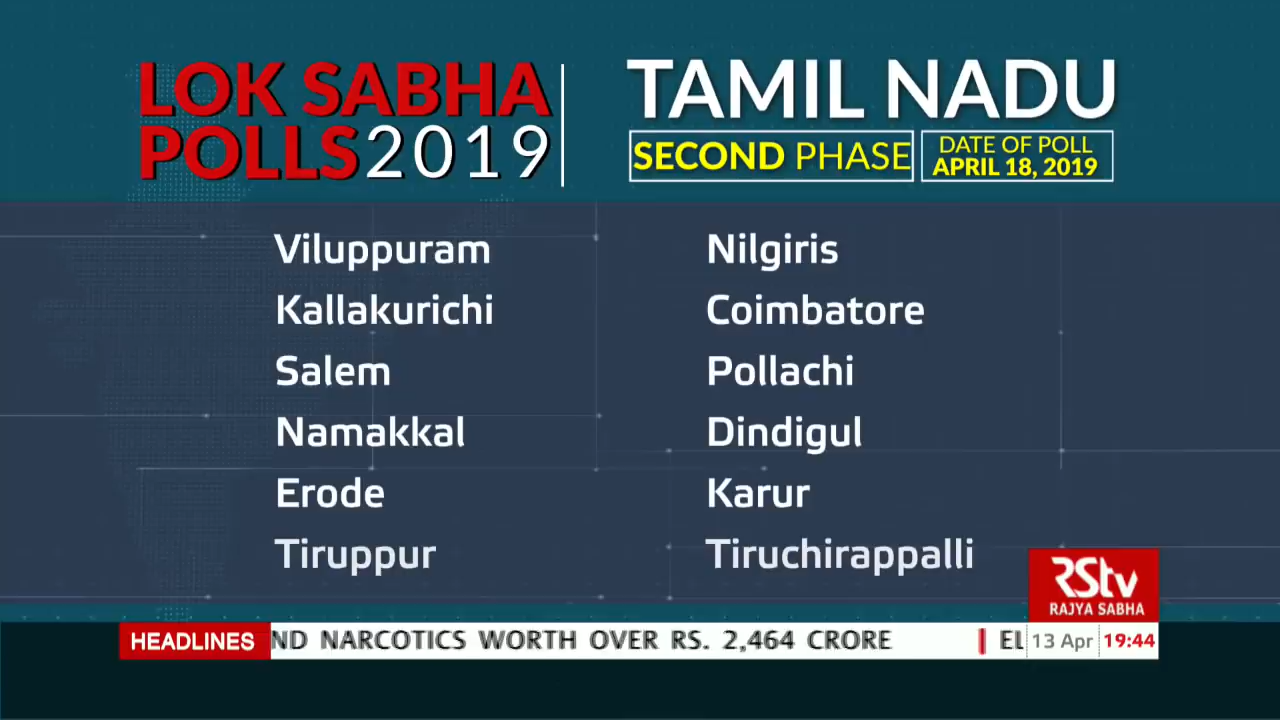 LOK SABHA
POLLS 2019
TAMIL NADU
SECOND PHASE
DATE OF POLL
APRIL 18, 2019
Viluppuram
Kallakurichi
Salem
Namakkal
Erode
Tiruppur
Nilgiris
Coimbatore
Pollachi
Dindigul
Karur
Tiruchirappalli
RStv
RAJYA SABHA
HEADLINES
ND NARCOTICS WORTH OVER RS. 2,464 CRORE | EL
13 Apr 19:44